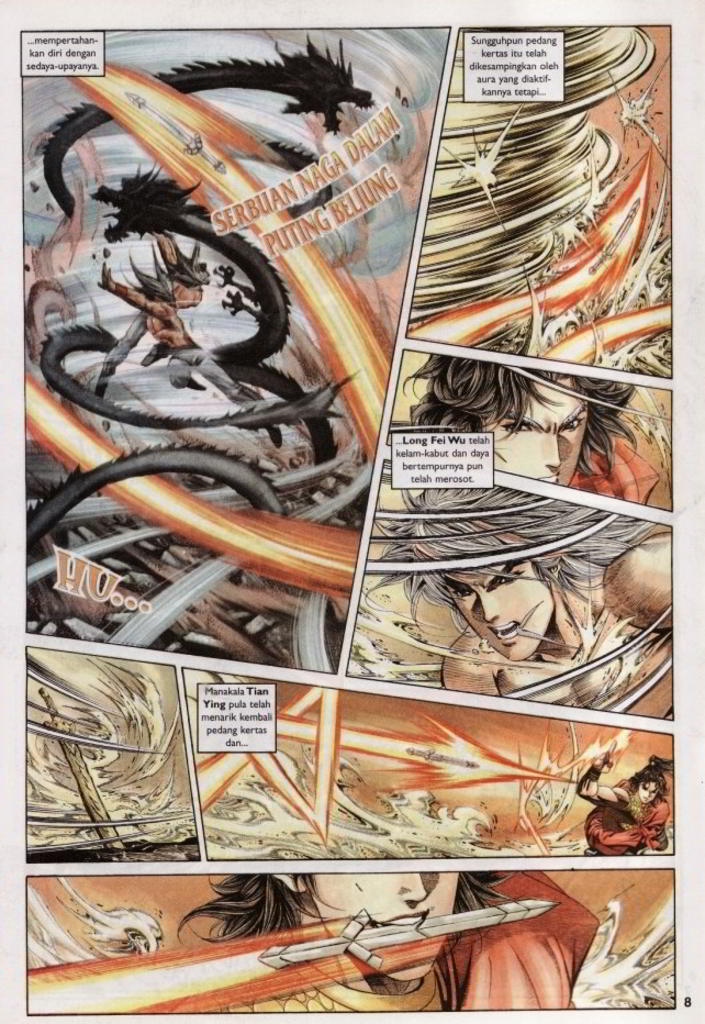 ...mempertahan-
kan diri dengan
sedaya-upayanya.
SERBUAN NAGA DALAM
PUTING BELIUNG
HU...
Sungguhpun pedang
kertas itu telah
dikesampingkan oleh
aura yang diaktif-
kannya tetapi...
...Long Fei Wu telah
kelam-kabut dan daya
bertempurnya pun
telah merosot.
Manakala Tian
Ying pula telah
menarik kembali
pedang kertas
dan...
8